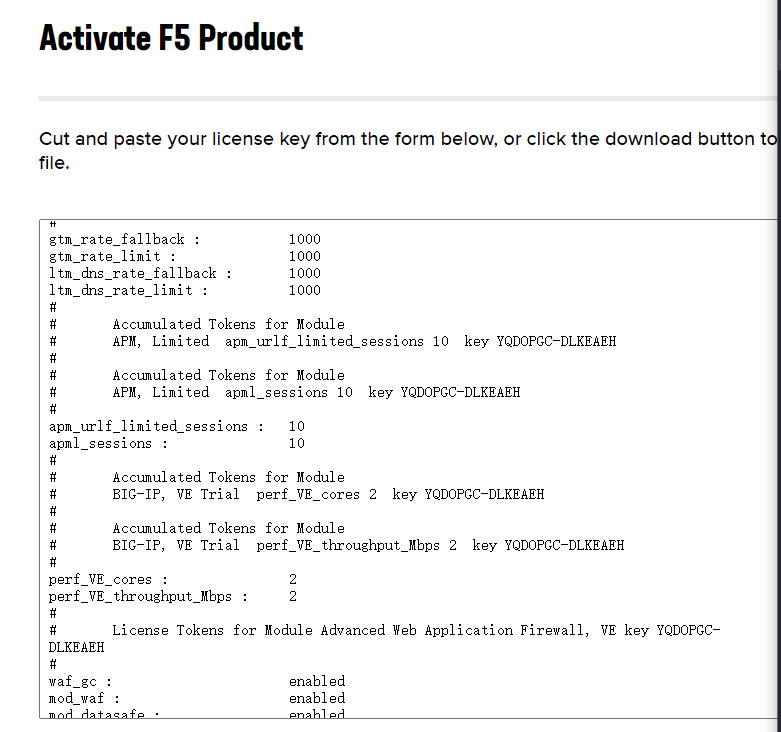 Activate F5 Product
Cut and paste your license key from the form below, or click the download button to
file.
#
gtm_rate_fallback : 1000
gtm_rate_limit : 1000
ltm_dns_rate_fallback : 1000
ltm_dns_rate_limit : 1000
#
# Accumulated Tokens for Module
# APM, Limited apm_urlf_limited_sessions 10 key YQDOPGC-DLKEAEH
#
# Accumulated Tokens for Module
# APM, Limited apml_sessions 10 key YQDOPGC-DLKEAEH
#
apm_urlf_limited_sessions : 10
apml_sessions : 10
#
# Accumulated Tokens for Module
# BIG-IP, VE Trial perf_VE_cores 2 key YQDOPGC-DLKEAEH
#
# Accumulated Tokens for Module
# BIG-IP, VE Trial perf_VE_throughput_Mbps 2 key YQDOPGC-DLKEAEH
#
perf_VE_cores : 2
perf_VE_throughput_Mbps : 2
#
# License Tokens for Module Advanced Web Application Firewall, VE key YQDOPGC-
DLKEAEH
#
waf_gc : enabled
mod_waf : enabled
mod_datasafe : enabled